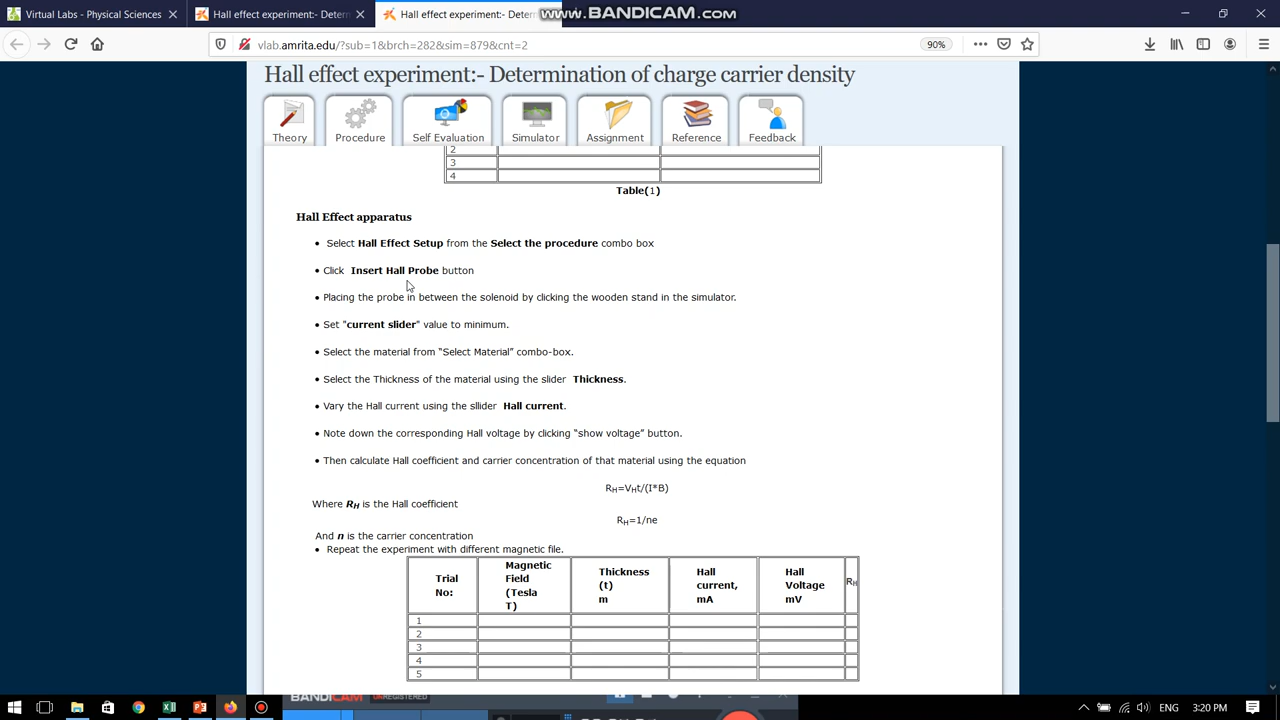 Virtual Labs - Physical Sciences
Hall effect experiment:- Deter
Hall effect experiment:- Deter
www.BANDICAM.com
vlab.amrita.edu/?sub=1&brch=282&sim=879&cnt=2
90%
Hall effect experiment:- Determination of charge carrier density
Theory
Procedure
Self Evaluation
Simulator
Assignment
Reference
Feedback
2
3
4
Table(1)
Hall Effect apparatus
• Select Hall Effect Setup from the Select the procedure combo box
• Click Insert Hall Probe button
• Placing the probe in between the solenoid by clicking the wooden stand in the simulator.
• Set "current slider" value to minimum.
• Select the material from “Select Material” combo-box.
• Select the Thickness of the material using the slider Thickness.
• Vary the Hall current using the sllider Hall current.
• Note down the corresponding Hall voltage by clicking “show voltage” button.
• Then calculate Hall coefficient and carrier concentration of that material using the equation
RH=VHt/(I*B)
Where RH is the Hall coefficient
RH=1/ne
And n is the carrier concentration
• Repeat the experiment with different magnetic file.
Trial No:
Magnetic Field (Tesla T)
Thickness (t) m
Hall current, mA
Hall Voltage mV
RH
1
2
3
4
5
BANDICAM
UNREGISTERED
ENG
3:20 PM